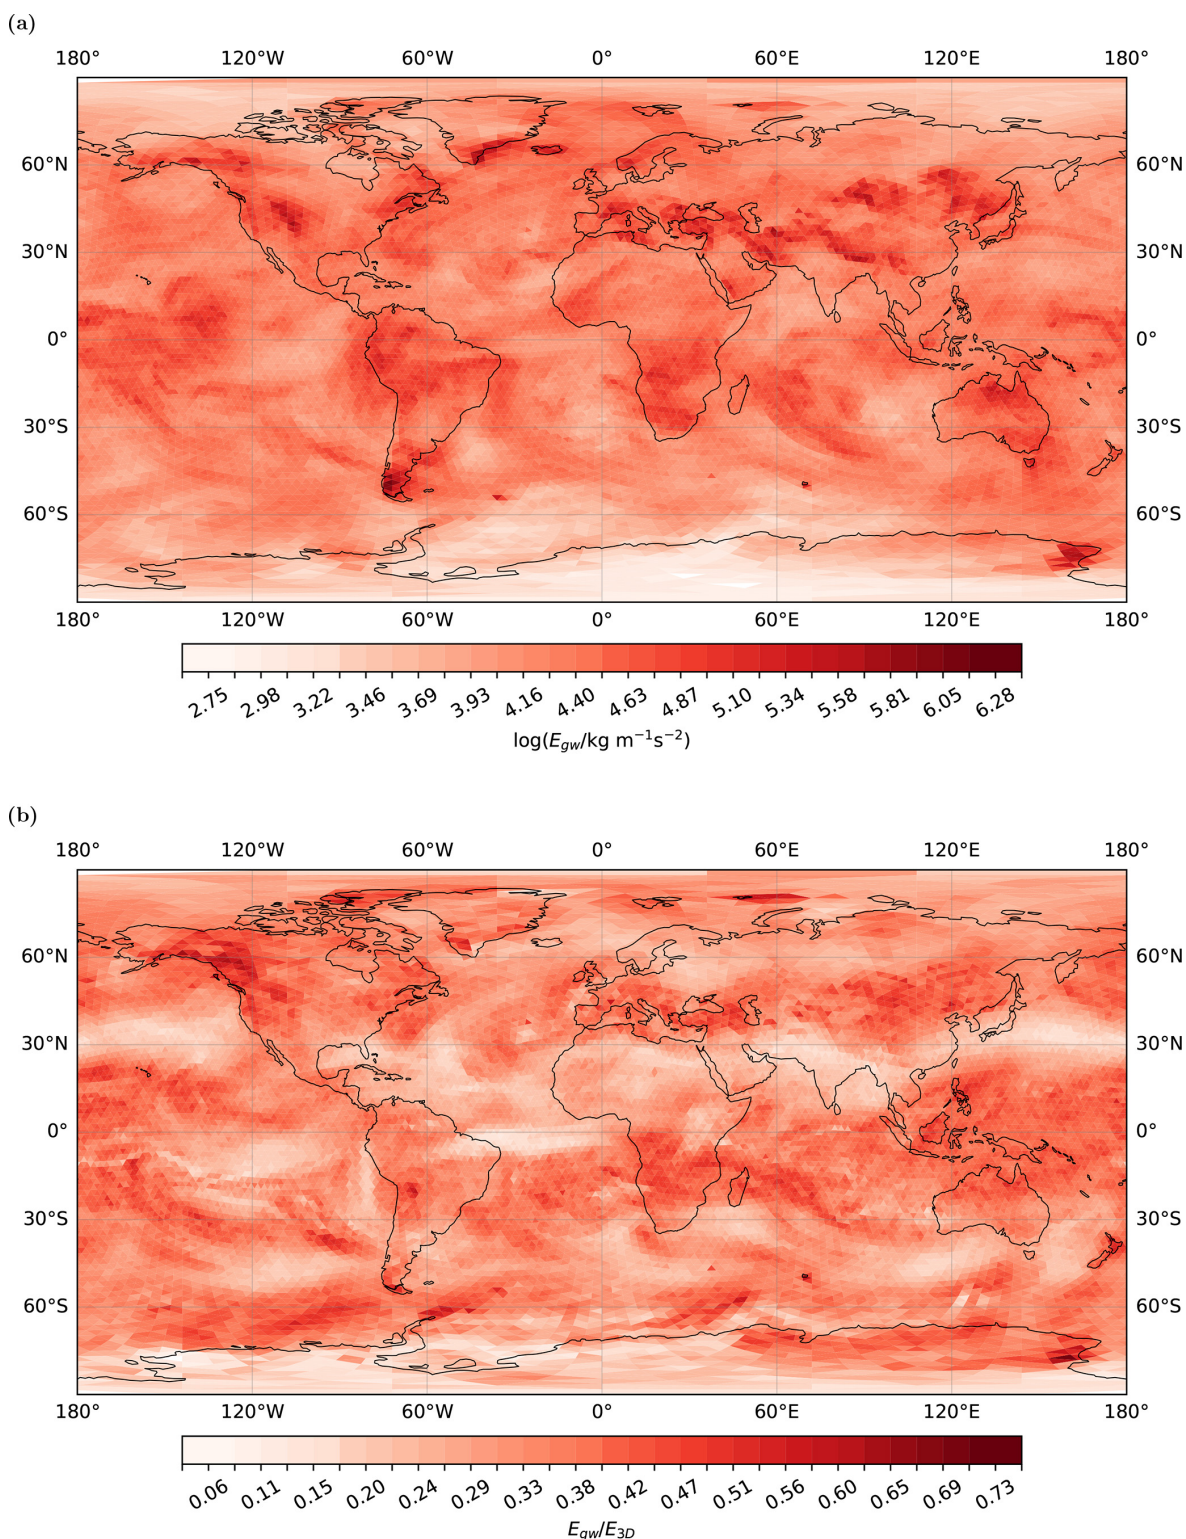 (a)
180° 120°W 60°W 0° 60°E 120°E 180°
60°N 60°N
30°N 30°N
0° 0°
30°S 30°S
60°S 60°S
180° 120°W 60°W 0° 60°E 120°E 180°
2.75 2.98 3.22 3.46 3.69 3.93 4.16 4.40 4.63 4.87 5.10 5.34 5.58 5.81 6.05 6.28
log(E_gw/kg m⁻¹s⁻²)
(b)
180° 120°W 60°W 0° 60°E 120°E 180°
60°N 60°N
30°N 30°N
0° 0°
30°S 30°S
60°S 60°S
180° 120°W 60°W 0° 60°E 120°E 180°
0.06 0.11 0.15 0.20 0.24 0.29 0.33 0.38 0.42 0.47 0.51 0.56 0.60 0.65 0.69 0.73
E_gw/E_3D